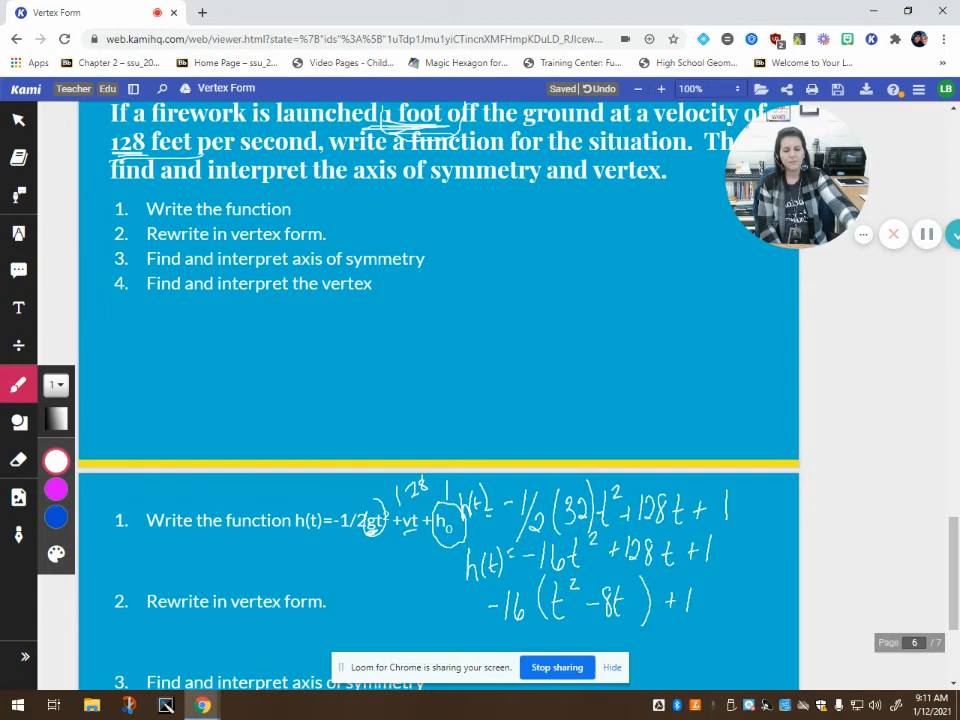 Vertex Form
web.kamihq.com/web/viewer.html?state=%7B"ids"%3A%5B"1uTdp1Jmu1yiCTincnXMFHmpKDuLD_RJIcew...
Apps Chapter 2 – ssu_20... Home Page – ssu_2... Video Pages - Child... Magic Hexagon for... Training Center: Fu... High School Geom... Welcome to Your L... »
Kami Teacher Edu Vertex Form Saved Undo 100% LB
If a firework is launched 1 foot off the ground at a velocity of
128 feet per second, write a function for the situation. Th
find and interpret the axis of symmetry and vertex.
1. Write the function
2. Rewrite in vertex form.
3. Find and interpret axis of symmetry
4. Find and interpret the vertex
128 1 h(t) = -1/2 (32) t² + 128t + 1
1. Write the function h(t)=-1/2gt² +vt + h₀
h(t) = -16t² + 128t + 1
-16 (t² - 8t ) + 1
2. Rewrite in vertex form.
Page 6 / 7
Loom for Chrome is sharing your screen. Stop sharing Hide
3. Find and interpret axis of symmetry
9:11 AM
1/12/2021